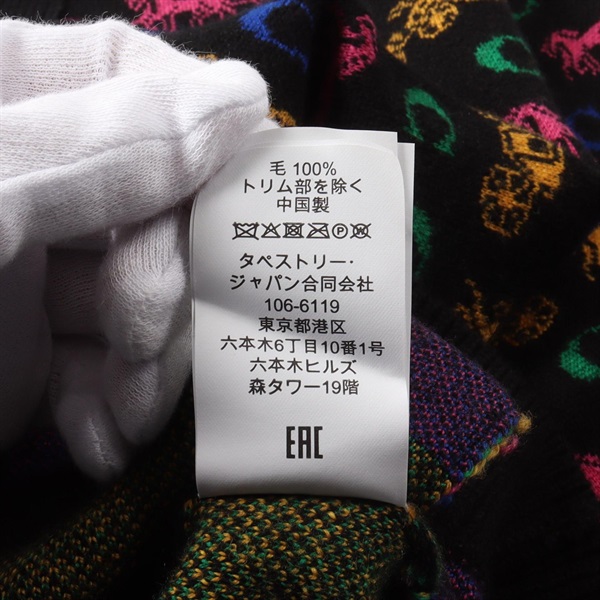 毛 100%
トリム部を除く
中国製
タペストリー・
ジャパン合同会社
106-6119
東京都港区
六本木6丁目10番1号
六本木ヒルズ
森タワー19階
EAC